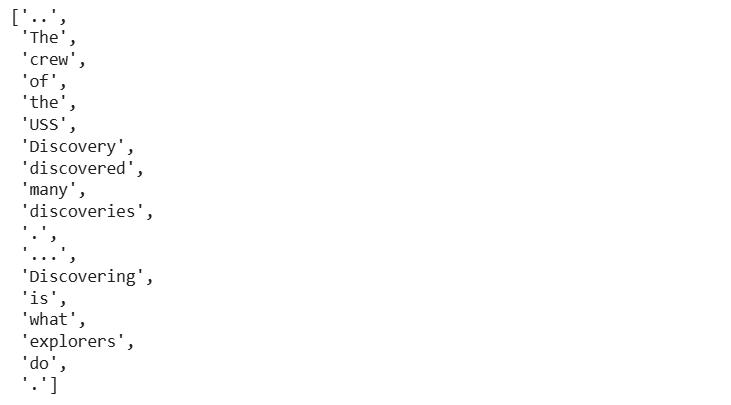 ['..',
'The',
'crew',
'of',
'the',
'USS',
'Discovery',
'discovered',
'many',
'discoveries',
'.',
'...',
'Discovering',
'is',
'what',
'explorers',
'do',
'.']